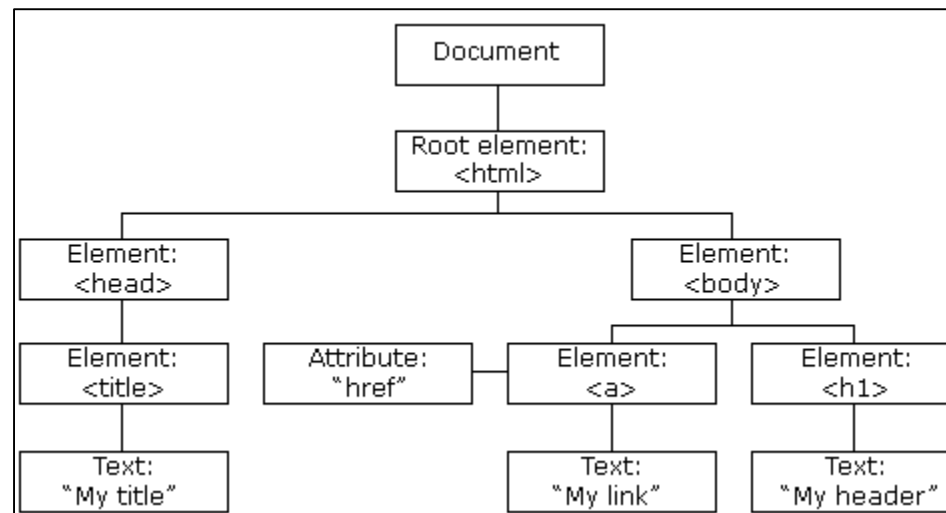 Document
Root element:
<html>
Element:
<head>
Element:
<body>
Element:
<title>
Attribute:
“href”
Element:
<a>
Element:
<h1>
Text:
“My title”
Text:
“My link”
Text:
“My header”